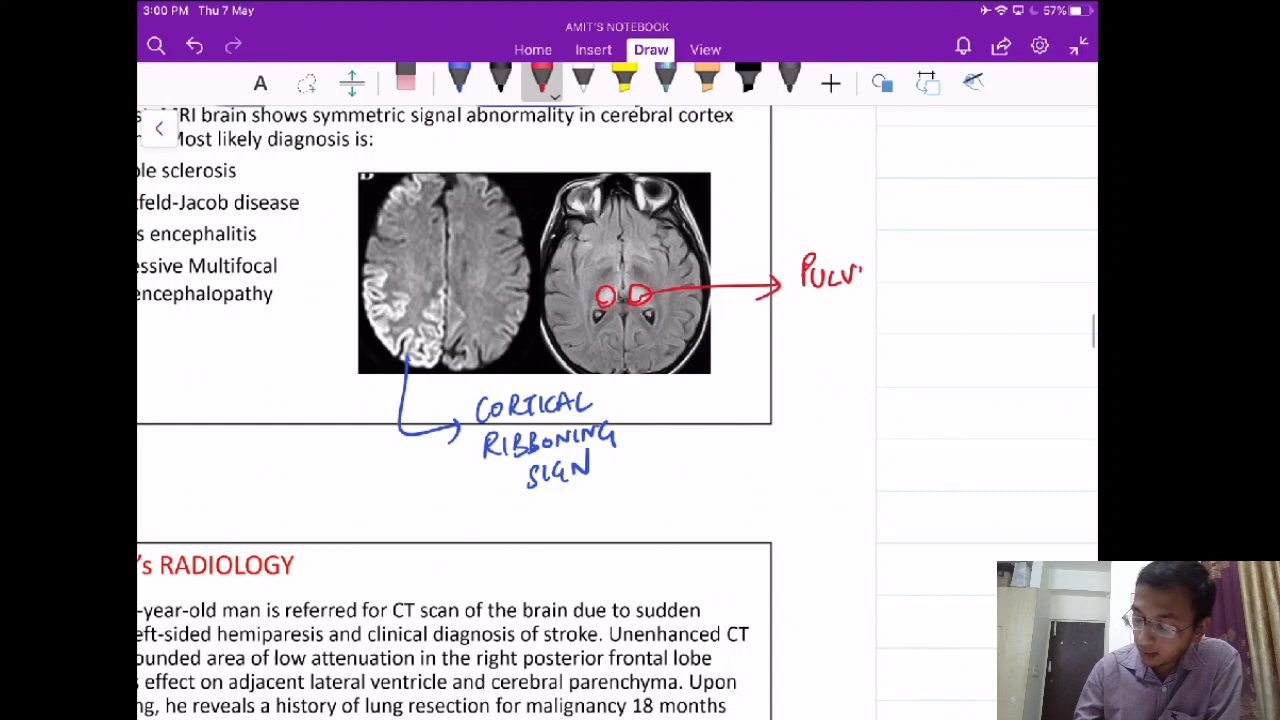 3:00 PM Thu 7 May
57%
AMIT'S NOTEBOOK
Home Insert Draw View
A
MRI brain shows symmetric signal abnormality in cerebral cortex
Most likely diagnosis is:
ple sclerosis
tfeld-Jacob disease
s encephalitis
essive Multifocal
encephalopathy
PULV
CORTICAL
RIBBONING
SIGN
's RADIOLOGY
-year-old man is referred for CT scan of the brain due to sudden
eft-sided hemiparesis and clinical diagnosis of stroke. Unenhanced CT
ounded area of low attenuation in the right posterior frontal lobe
s effect on adjacent lateral ventricle and cerebral parenchyma. Upon
ng, he reveals a history of lung resection for malignancy 18 months